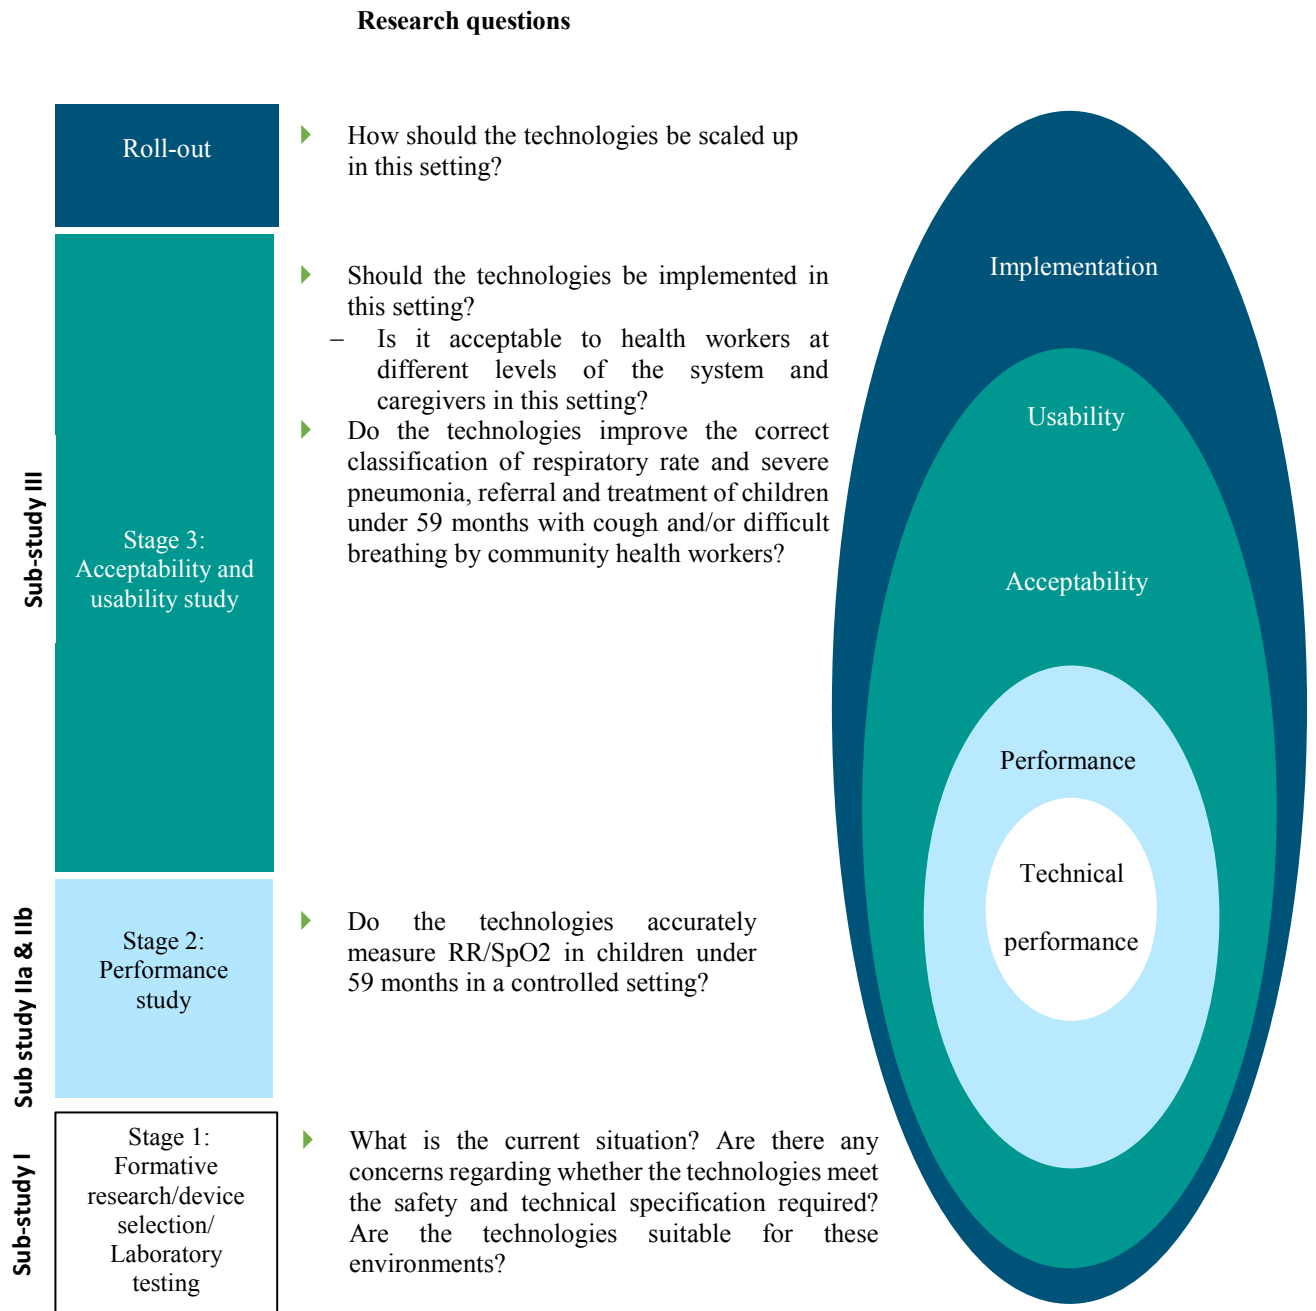 Research questions
Roll-out
How should the technologies be scaled up
in this setting?
Implementation
Sub-study III
Stage 3:
Acceptability and
usability study
Should the technologies be implemented in
this setting?
– Is it acceptable to health workers at
different levels of the system and
caregivers in this setting?
Do the technologies improve the correct
classification of respiratory rate and severe
pneumonia, referral and treatment of children
under 59 months with cough and/or difficult
breathing by community health workers?
Usability
Acceptability
Sub study IIa & IIb
Stage 2:
Performance
study
Do the technologies accurately
measure RR/SpO2 in children under
59 months in a controlled setting?
Performance
Technical
performance
Sub-study I
Stage 1:
Formative
research/device
selection/
Laboratory
testing
What is the current situation? Are there any
concerns regarding whether the technologies meet
the safety and technical specification required?
Are the technologies suitable for these
environments?